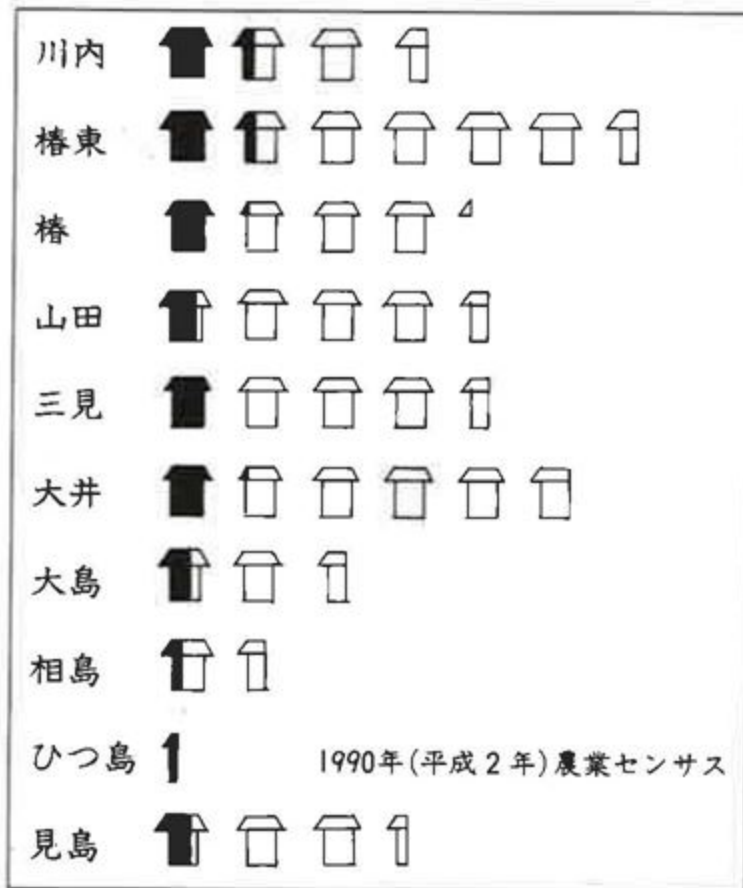 川内
椿東
椿
山田
三見
大井
大島
相島
ひつ島
1990年(平成2年)農業センサス
見島